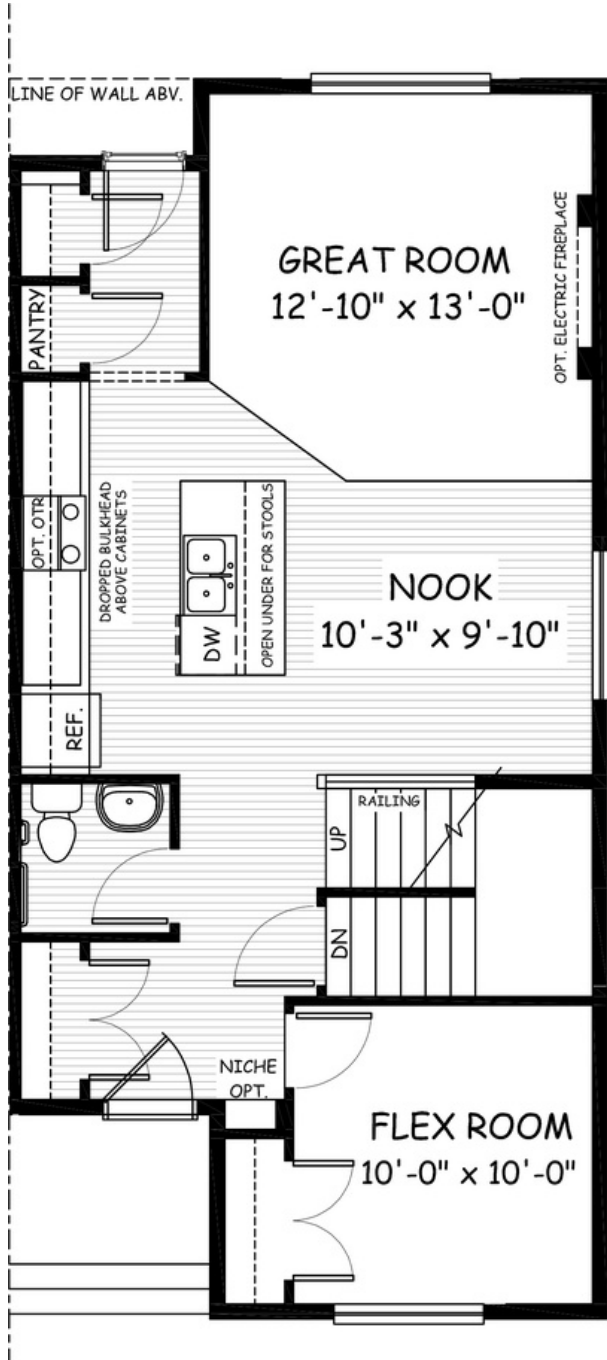 LINE OF WALL ABV.
GREAT ROOM
12'-10" x 13'-0"
OPT. ELECTRIC FIREPLACE
PANTRY
OPT. OTR
DROPPED BULKHEAD
ABOVE CABINETS
OPEN UNDER FOR STOOLS
NOOK
10'-3" x 9'-10"
DW
REF.
RAILING
UP
DN
NICHE
OPT.
FLEX ROOM
10'-0" x 10'-0"